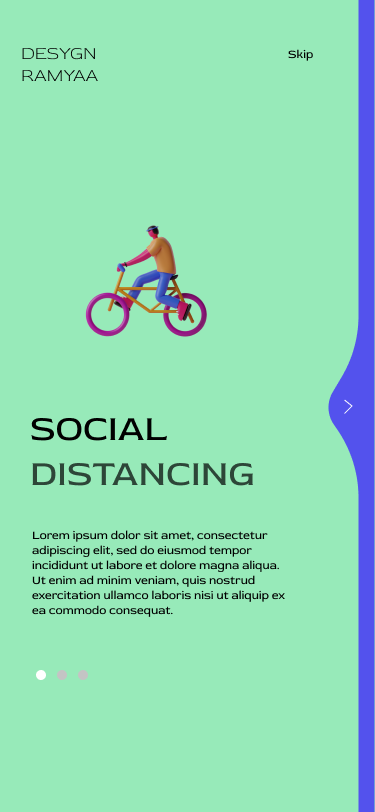 DESYGN
RAMYAA
Skip
SOCIAL
DISTANCING
Lorem ipsum dolor sit amet, consectetur
adipiscing elit, sed do eiusmod tempor
incididunt ut labore et dolore magna aliqua.
Ut enim ad minim veniam, quis nostrud
exercitation ullamco laboris nisi ut aliquip ex
ea commodo consequat.